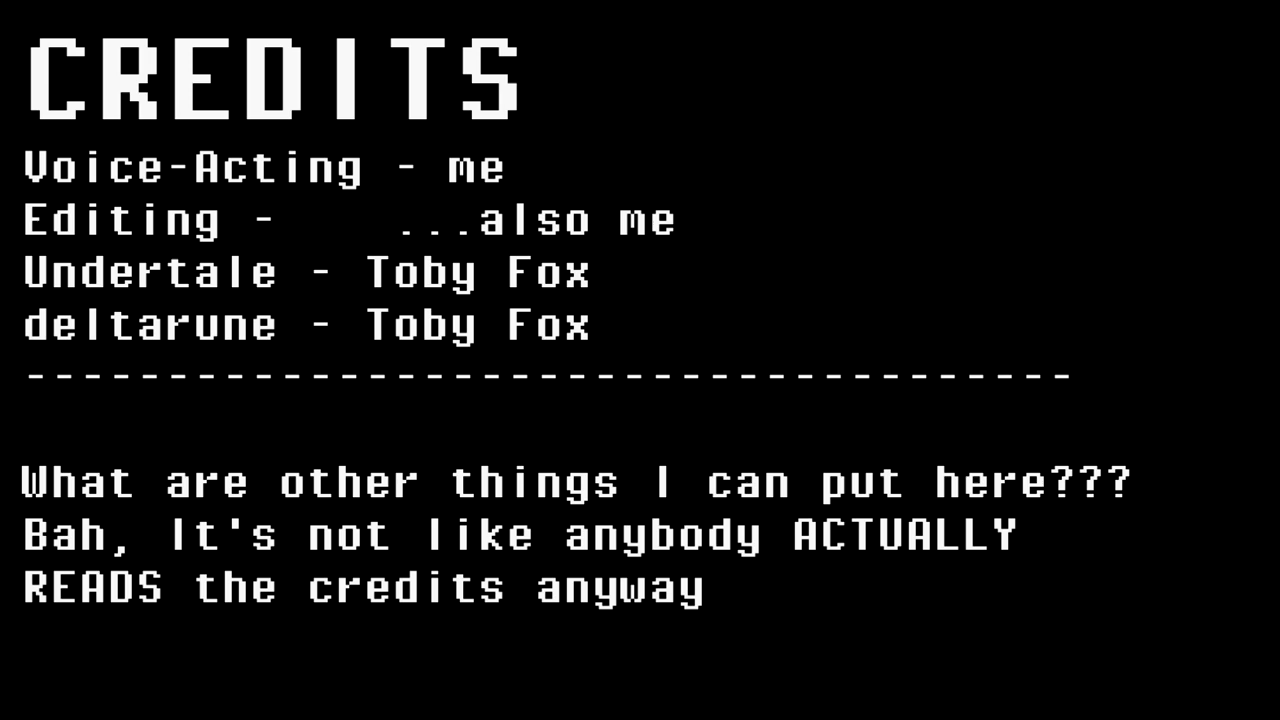 CREDITS
Voice-Acting - me
Editing -    ...also me
Undertale - Toby Fox
deltarune - Toby Fox
-------------------------------------
What are other things I can put here???
Bah, It's not like anybody ACTUALLY
READS the credits anyway